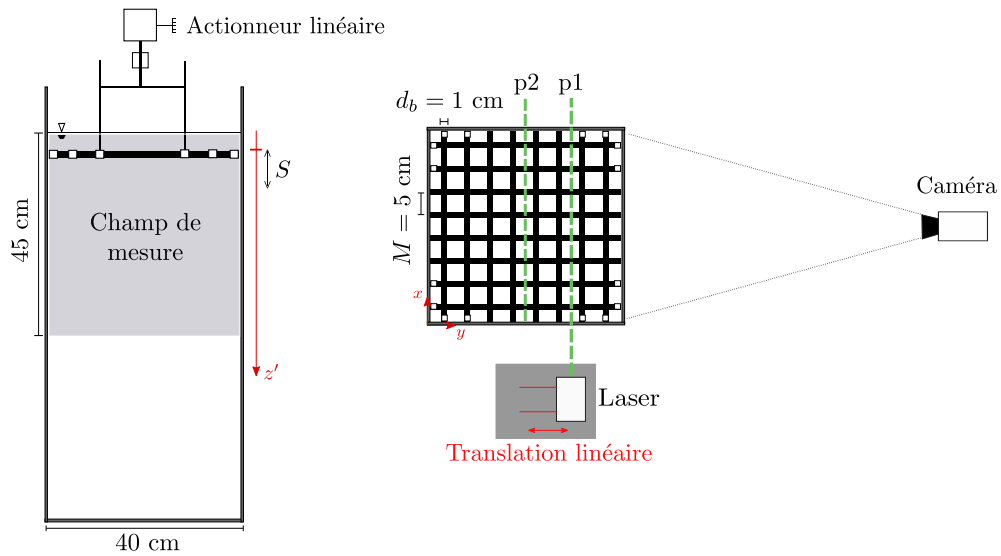 Actionneur linéaire
S
45 cm
Champ de
mesure
z'
40 cm
p2
p1
d_b = 1 cm
M = 5 cm
x
y
Caméra
Laser
Translation linéaire